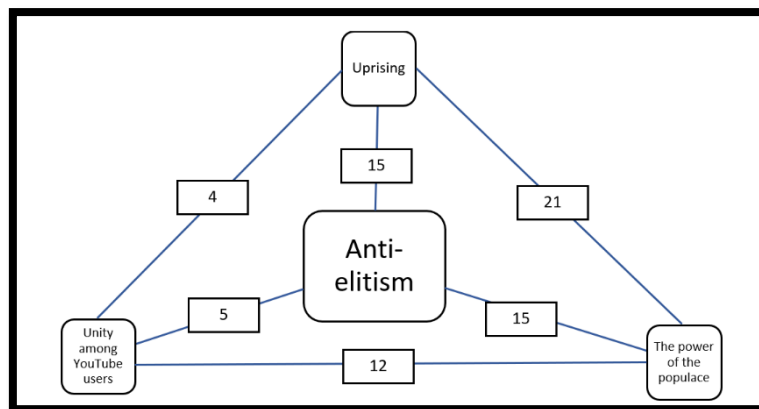 Uprising
15
4
21
Anti-
elitism
5
15
Unity
among
YouTube
users
The power
of the
populace
12